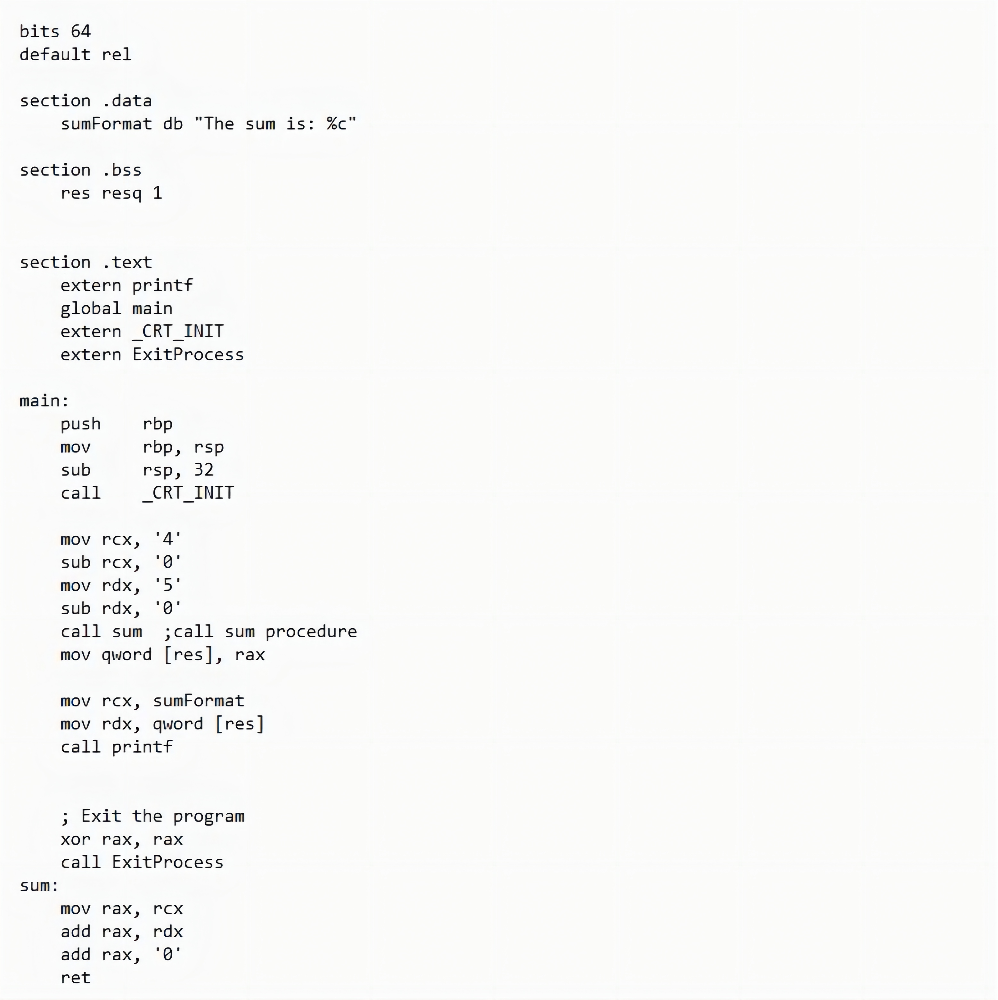 bits 64
default rel
section .data
sumFormat db "The sum is: %c"
section .bss
res resq 1
section .text
extern printf
global main
extern _CRT_INIT
extern ExitProcess
main:
push    rbp
mov     rbp, rsp
sub     rsp, 32
call    _CRT_INIT
mov rcx, '4'
sub rcx, '0'
mov rdx, '5'
sub rdx, '0'
call sum  ;call sum procedure
mov qword [res], rax
mov rcx, sumFormat
mov rdx, qword [res]
call printf
; Exit the program
xor rax, rax
call ExitProcess
sum:
mov rax, rcx
add rax, rdx
add rax, '0'
ret